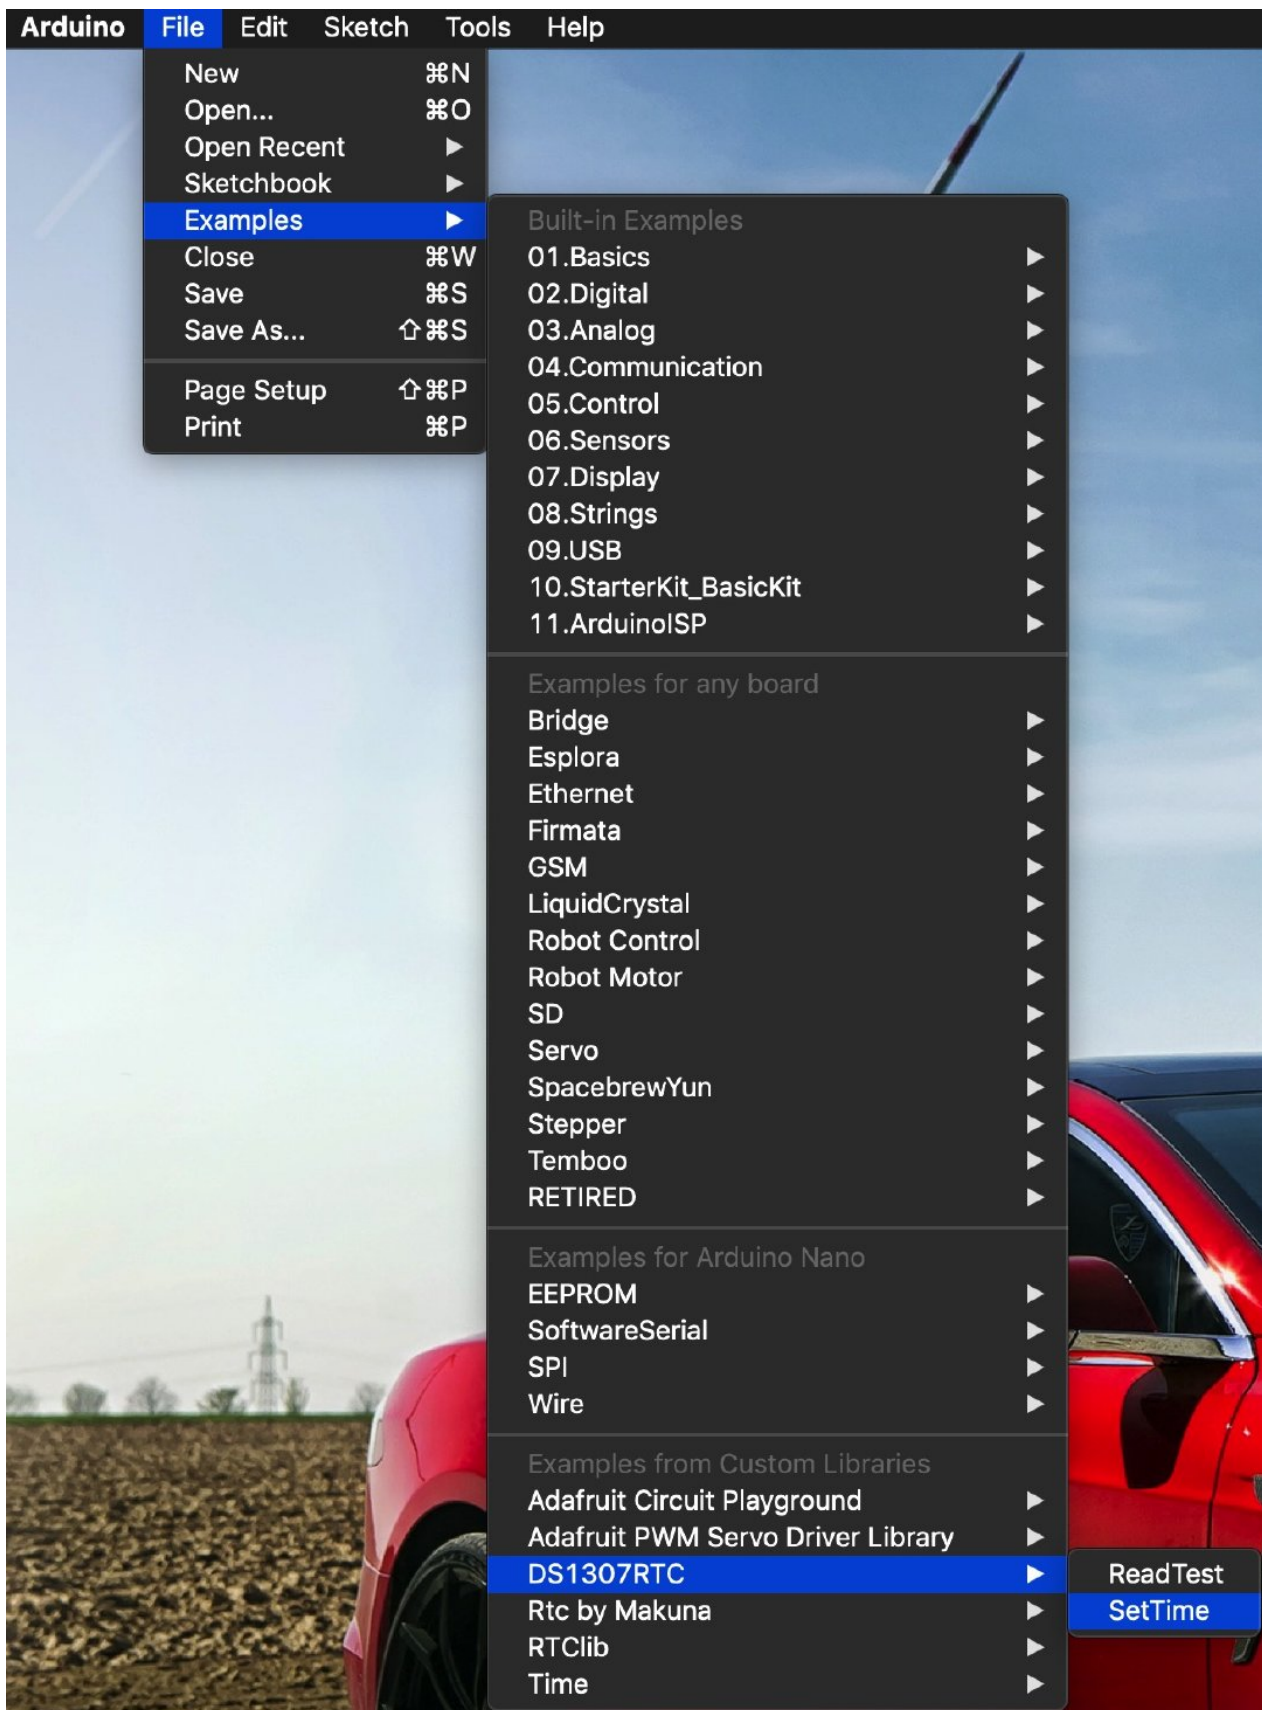 Arduino File Edit Sketch Tools Help
New ⌘N
Open... ⌘O
Open Recent ▶
Sketchbook ▶
Examples ▶
Close ⌘W
Save ⌘S
Save As... ⇧⌘S
Page Setup ⇧⌘P
Print ⌘P
Built-in Examples
01.Basics ▶
02.Digital ▶
03.Analog ▶
04.Communication ▶
05.Control ▶
06.Sensors ▶
07.Display ▶
08.Strings ▶
09.USB ▶
10.StarterKit_BasicKit ▶
11.ArduinoISP ▶
Examples for any board
Bridge ▶
Esplora ▶
Ethernet ▶
Firmata ▶
GSM ▶
LiquidCrystal ▶
Robot Control ▶
Robot Motor ▶
SD ▶
Servo ▶
SpacebrewYun ▶
Stepper ▶
Temboo ▶
RETIRED ▶
Examples for Arduino Nano
EEPROM ▶
SoftwareSerial ▶
SPI ▶
Wire ▶
Examples from Custom Libraries
Adafruit Circuit Playground ▶
Adafruit PWM Servo Driver Library ▶
DS1307RTC ▶
Rtc by Makuna ▶
RTClib ▶
Time ▶
ReadTest
SetTime